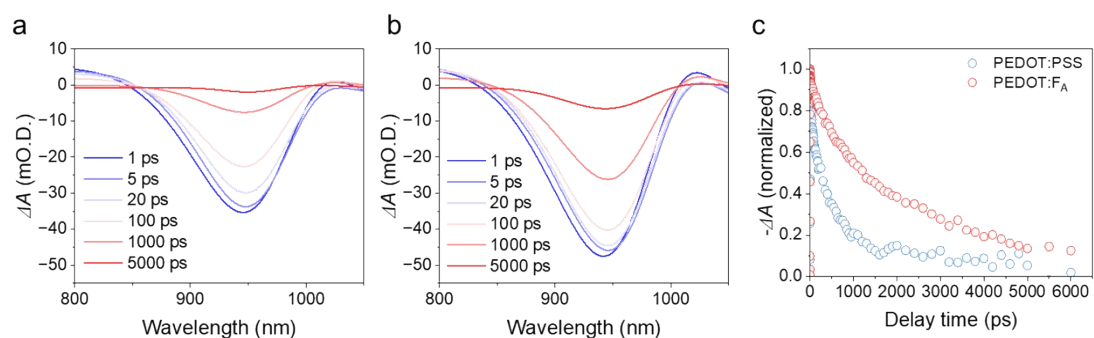 a
10
0
−10
−20
−30
−40
−50
ΔA (mO.D.)
1 ps
5 ps
20 ps
100 ps
1000 ps
5000 ps
800
900
1000
Wavelength (nm)
b
10
0
−10
−20
−30
−40
−50
ΔA (mO.D.)
1 ps
5 ps
20 ps
100 ps
1000 ps
5000 ps
800
900
1000
Wavelength (nm)
c
PEDOT:PSS
PEDOT:FA
1.0
0.8
0.6
0.4
0.2
0.0
-ΔA (normalized)
0 1000 2000 3000 4000 5000 6000
Delay time (ps)